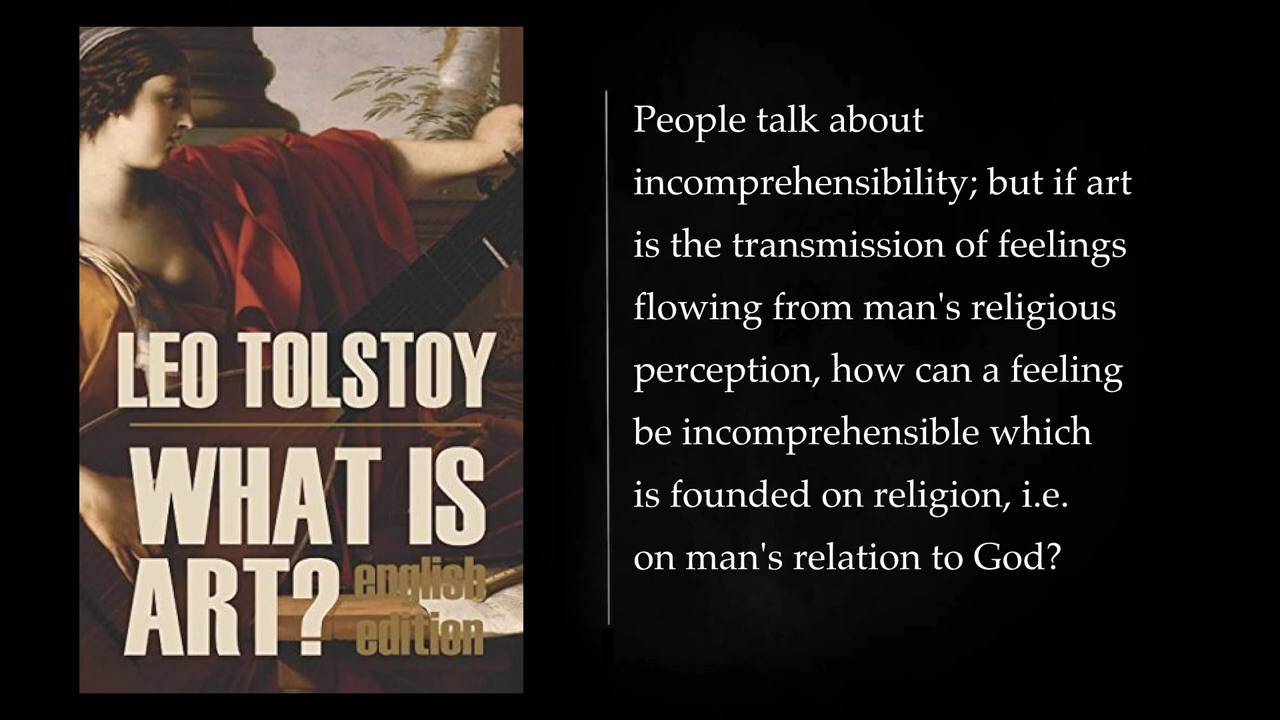 LEO TOLSTOY
WHAT IS
ART?
english
edition
People talk about
incomprehensibility; but if art
is the transmission of feelings
flowing from man's religious
perception, how can a feeling
be incomprehensible which
is founded on religion, i.e.
on man's relation to God?